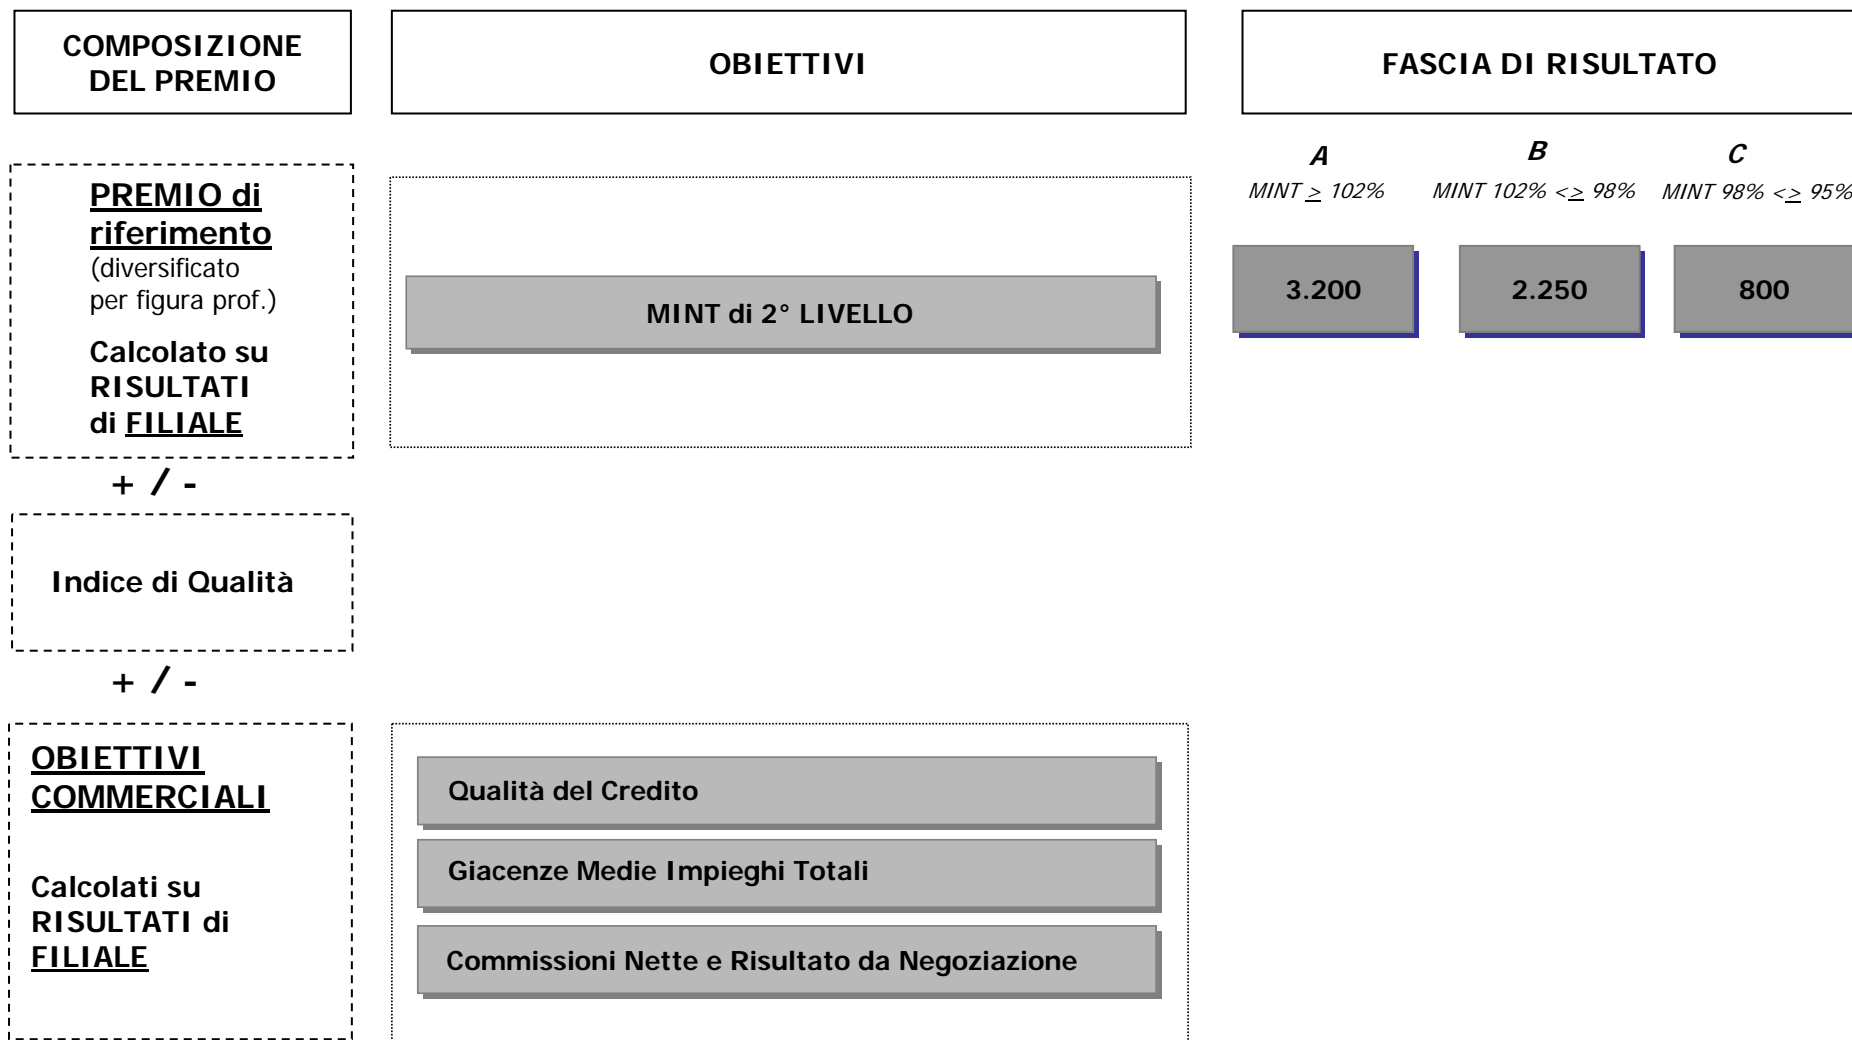 COMPOSIZIONE
DEL PREMIO
OBIETTIVI
FASCIA DI RISULTATO
A
B
C
MINT ≥ 102%
MINT 102% <≥ 98%
MINT 98% <≥ 95%
PREMIO di
riferimento
(diversificato
per figura prof.)
Calcolato su
RISULTATI
di FILIALE
MINT di 2° LIVELLO
3.200
2.250
800
+ / -
Indice di Qualità
+ / -
OBIETTIVI
COMMERCIALI
Calcolati su
RISULTATI di
FILIALE
Qualità del Credito
Giacenze Medie Impieghi Totali
Commissioni Nette e Risultato da Negoziazione